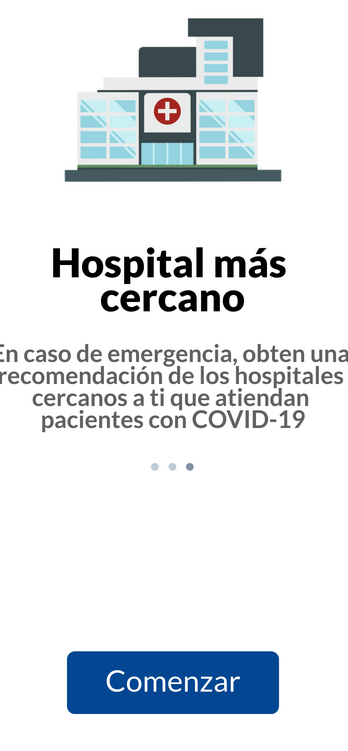 Hospital más
cercano
En caso de emergencia, obten una
recomendación de los hospitales
cercanos a ti que atiendan
pacientes con COVID-19
Comenzar